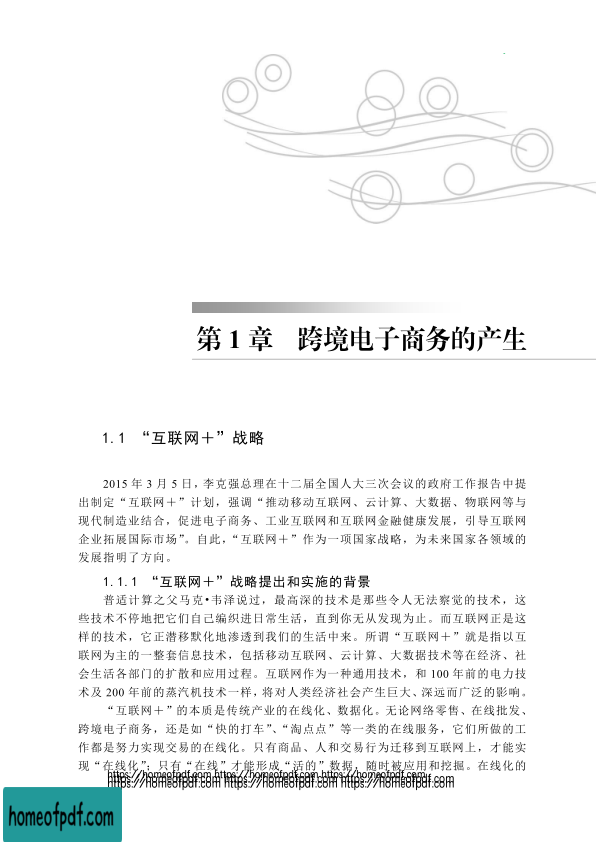 第 1 章　跨境电子商务的产生
1.1 “互联网＋”战略
2015 年 3 月 5 日，李克强总理在十二届全国人大三次会议的政府工作报告中提
出制定“互联网＋”计划，强调“推动移动互联网、云计算、大数据、物联网等与
现代制造业结合，促进电子商务、工业互联网和互联网金融健康发展，引导互联网
企业拓展国际市场”。自此，“互联网＋”作为一项国家战略，为未来国家各领域的
发展指明了方向。
1.1.1 “互联网＋”战略提出和实施的背景
普适计算之父马克•韦泽说过，最高深的技术是那些令人无法察觉的技术，这
些技术不停地把它们自己编织进日常生活，直到你无从发现为止。而互联网正是这
样的技术，它正潜移默化地渗透到我们的生活中来。所谓“互联网＋”就是指以互
联网为主的一整套信息技术，包括移动互联网、云计算、大数据技术等在经济、社
会生活各部门的扩散和应用过程。互联网作为一种通用技术，和 100 年前的电力技
术及 200 年前的蒸汽机技术一样，将对人类经济社会产生巨大、深远而广泛的影响。
“互联网＋”的本质是传统产业的在线化、数据化。无论网络零售、在线批发、
跨境电子商务，还是如“快的打车”、“淘点点”等一类的在线服务，它们所做的工
作都是努力实现交易的在线化。只有商品、人和交易行为迁移到互联网上，才能实
现“在线化”；只有“在线”才能形成“活的”数据，随时被应用和挖掘。在线化的
https://homeofpdf.com https://homeofpdf.com https://homeofpdf.com
https://homeofpdf.com https://homeofpdf.com https://homeofpdf.com
homeofpdf.com